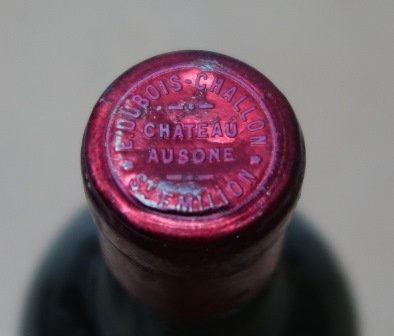 E. DUBOIS-CHALLON
CHATEAU
AUSONE
ST EMILION